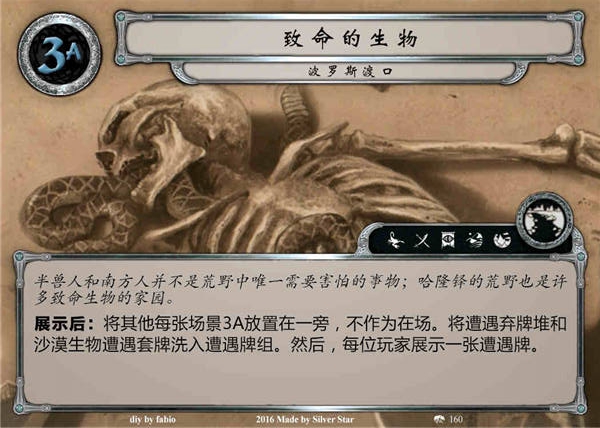 3A
致命的生物
波罗斯渡口
半兽人和南方人并不是荒野中唯一需要害怕的事物；哈隆铎的荒野也是许
多致命生物的家园。
展示后：将其他每张场景3A放置在一旁，不作为在场。将遭遇弃牌堆和
沙漠生物遭遇套牌洗入遭遇牌组。然后，每位玩家展示一张遭遇牌。
diy by fabio
2016 Made by Silver Star
160